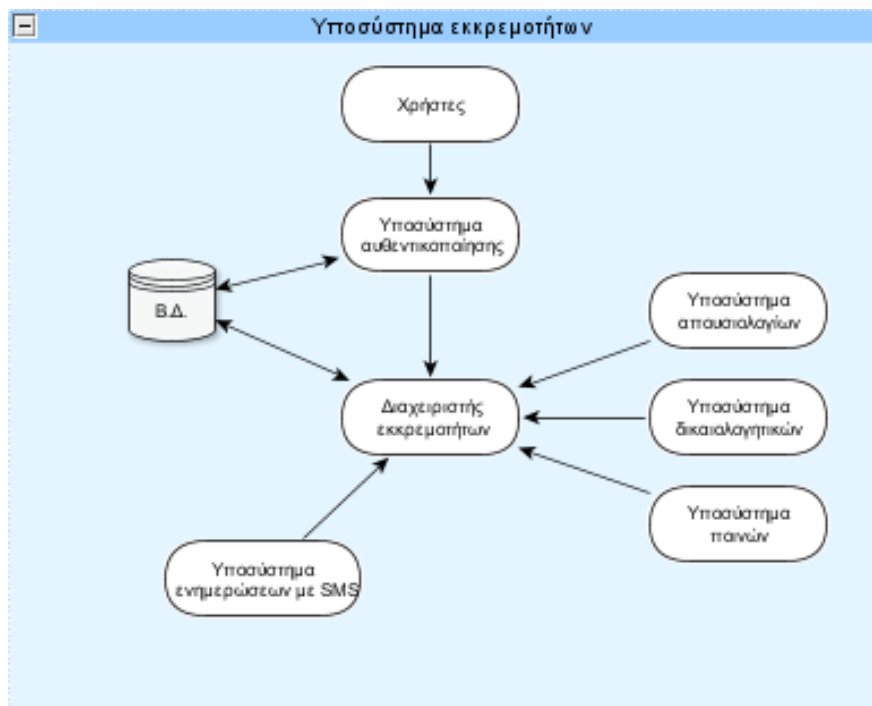 Υποσύστημα εκκρεμοτήτων
Χρήστες
Υποσύστημα
αυθεντικοποίησης
Β.Δ.
Υποσύστημα
απουσιολογίων
Διαχειριστής
εκκρεμοτήτων
Υποσύστημα
δικαιολογητικών
Υποσύστημα
ποινών
Υποσύστημα
ενημερώσεων με SMS